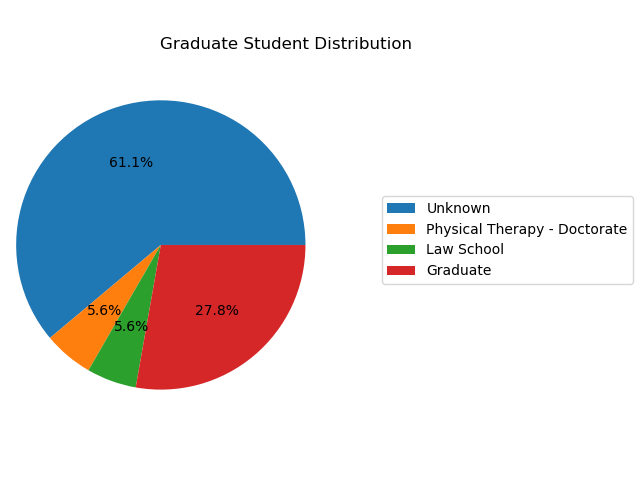 Graduate Student Distribution
61.1%
5.6%
5.6%
27.8%
Unknown
Physical Therapy - Doctorate
Law School
Graduate